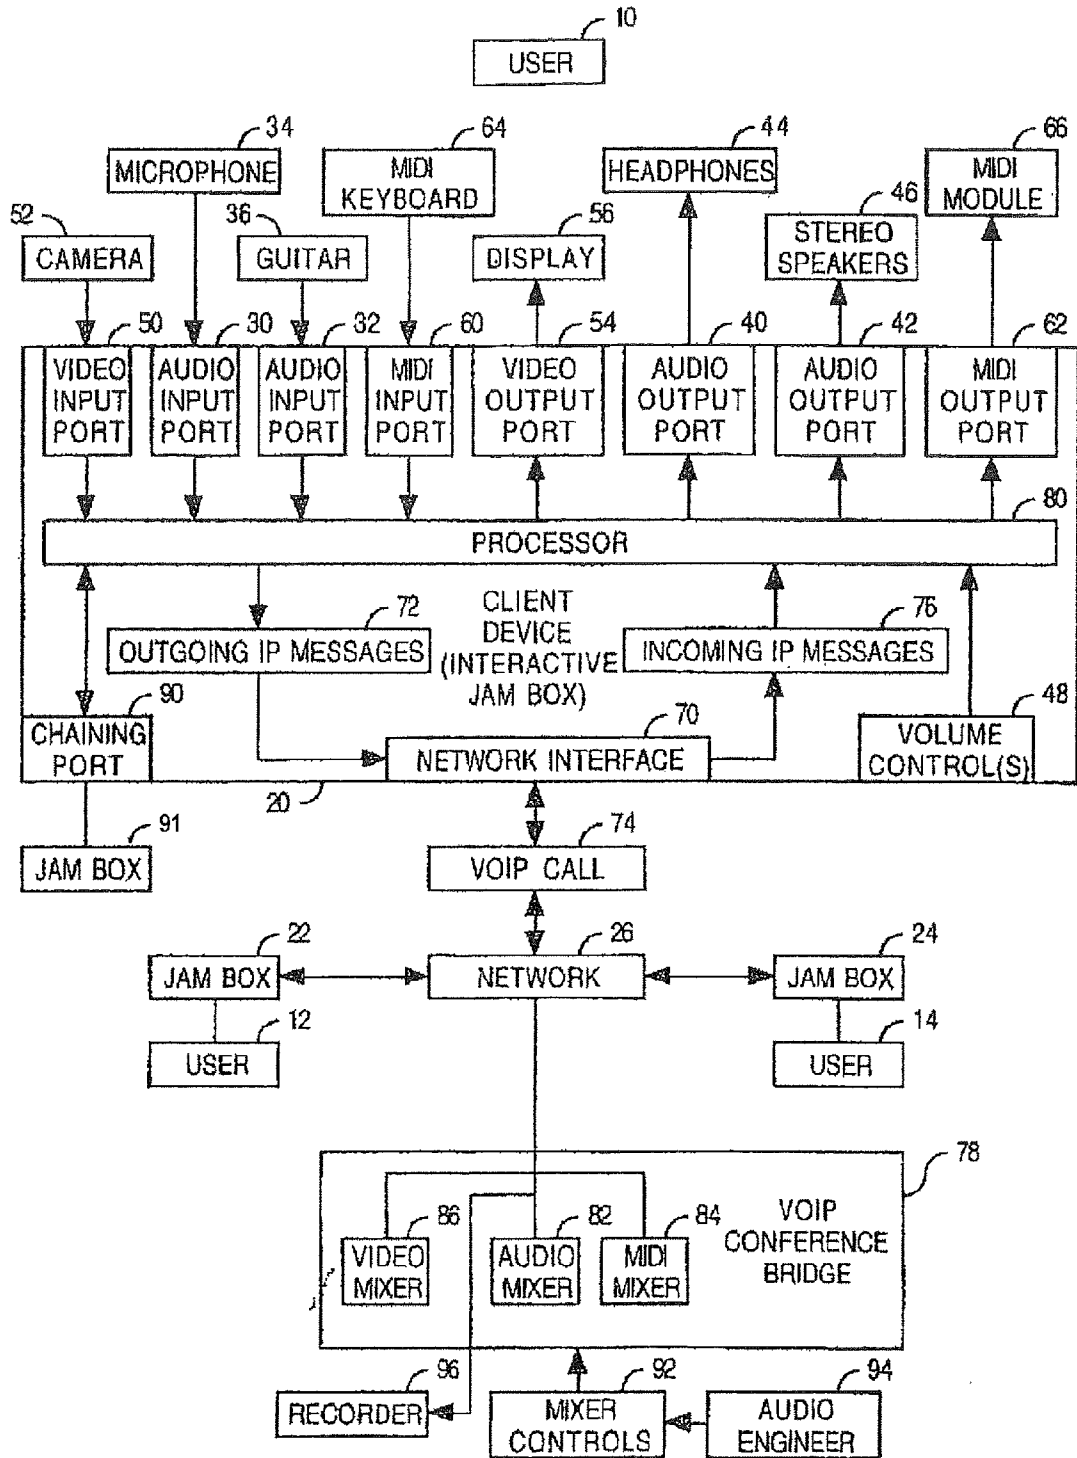 10
USER
34
MICROPHONE
64
MIDI
KEYBOARD
44
HEADPHONES
66
MIDI
MODULE
52
CAMERA
36
GUITAR
56
DISPLAY
46
STEREO
SPEAKERS
50
VIDEO
INPUT
PORT
30
AUDIO
INPUT
PORT
32
AUDIO
INPUT
PORT
60
MIDI
INPUT
PORT
54
VIDEO
OUTPUT
PORT
40
AUDIO
OUTPUT
PORT
42
AUDIO
OUTPUT
PORT
62
MIDI
OUTPUT
PORT
80
PROCESSOR
72
OUTGOING IP MESSAGES
CLIENT
DEVICE
(INTERACTIVE
JAM BOX)
76
INCOMING IP MESSAGES
90
CHAINING
PORT
70
NETWORK INTERFACE
48
VOLUME
CONTROL(S)
20
91
JAM BOX
74
VOIP CALL
22
JAM BOX
26
NETWORK
24
JAM BOX
12
USER
14
USER
78
VOIP
CONFERENCE
BRIDGE
86
VIDEO
MIXER
82
AUDIO
MIXER
84
MIDI
MIXER
96
RECORDER
92
MIXER
CONTROLS
94
AUDIO
ENGINEER